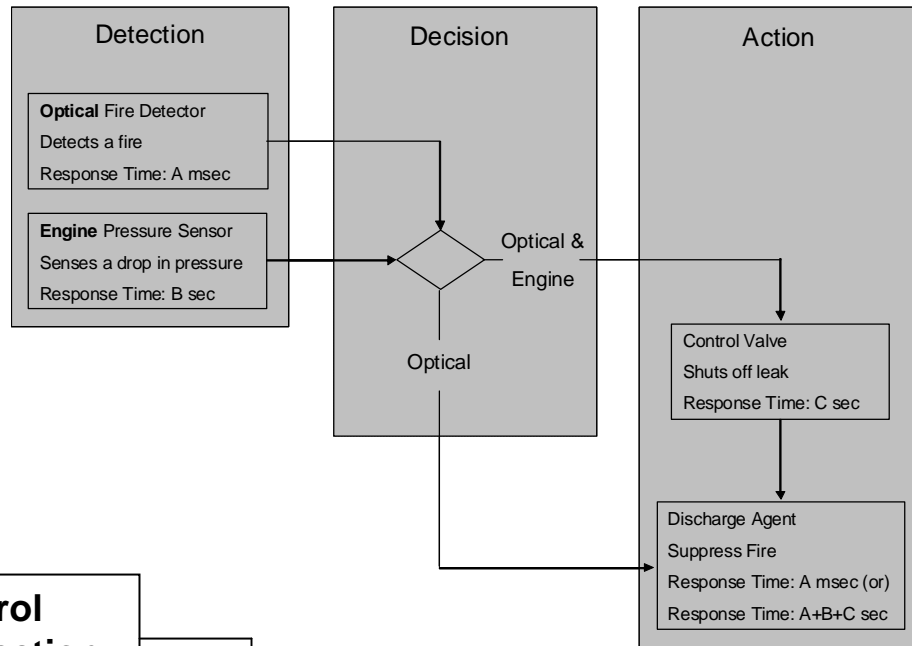 Detection
Optical Fire Detector
Detects a fire
Response Time: A msec
Engine Pressure Sensor
Senses a drop in pressure
Response Time: B sec
Decision
Optical &
Engine
Optical
Action
Control Valve
Shuts off leak
Response Time: C sec
Discharge Agent
Suppress Fire
Response Time: A msec (or)
Response Time: A+B+C sec
rol